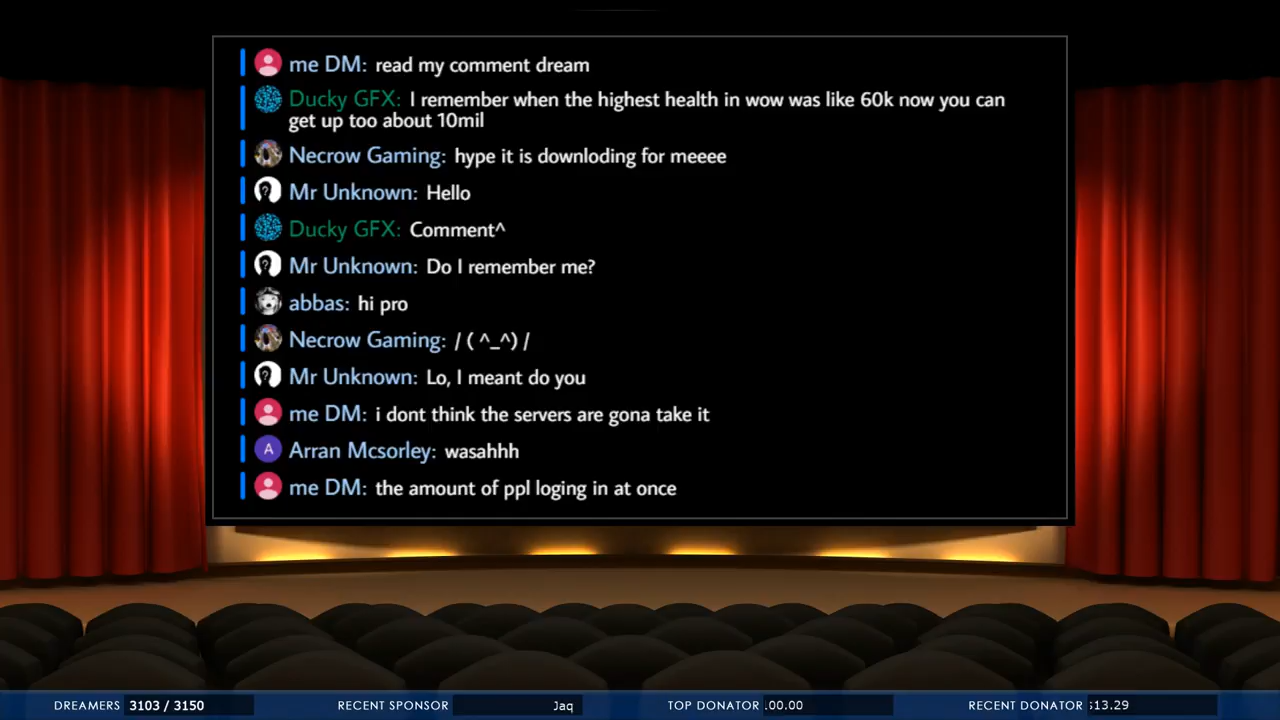 me DM: read my comment dream
Ducky GFX: I remember when the highest health in wow was like 60k now you can
get up too about 10mil
Necrow Gaming: hype it is downloding for meeee
Mr Unknown: Hello
Ducky GFX: Comment^
Mr Unknown: Do I remember me?
abbas: hi pro
Necrow Gaming: / ( ^_^) /
Mr Unknown: Lo, I meant do you
me DM: i dont think the servers are gona take it
A Arran Mcsorley: wasahhh
me DM: the amount of ppl loging in at once
DREAMERS 3103 / 3150 RECENT SPONSOR Jaq TOP DONATOR .00.00 RECENT DONATOR 13.29